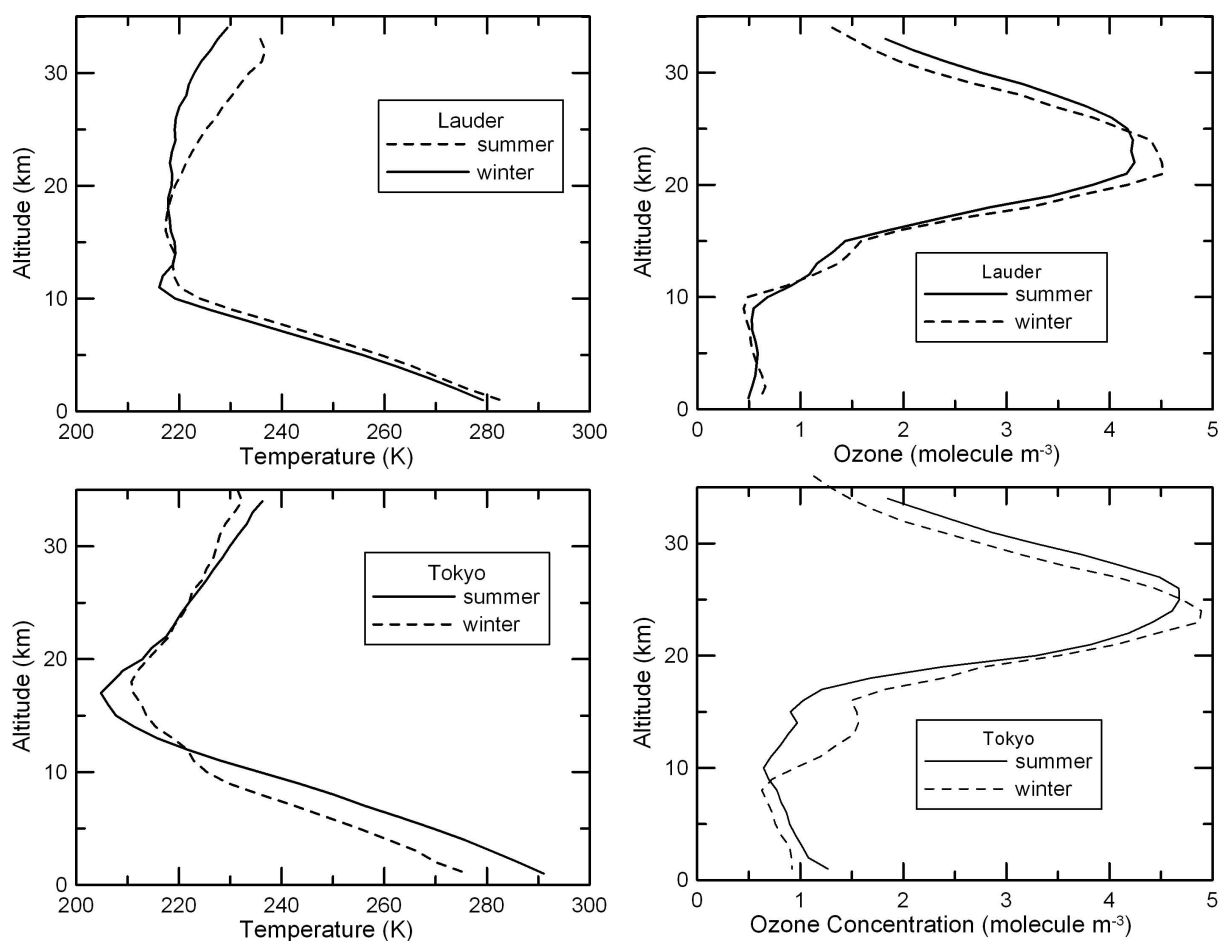 30
20
10
0
Altitude (km)
Lauder
summer
winter
200 220 240 260 280 300
Temperature (K)
30
20
10
0
Altitude (km)
Lauder
summer
winter
0 1 2 3 4 5
Ozone (molecule m⁻³)
30
20
10
0
Altitude (km)
Tokyo
summer
winter
200 220 240 260 280 300
Temperature (K)
30
20
10
0
Altitude (km)
Tokyo
summer
winter
0 1 2 3 4 5
Ozone Concentration (molecule m⁻³)